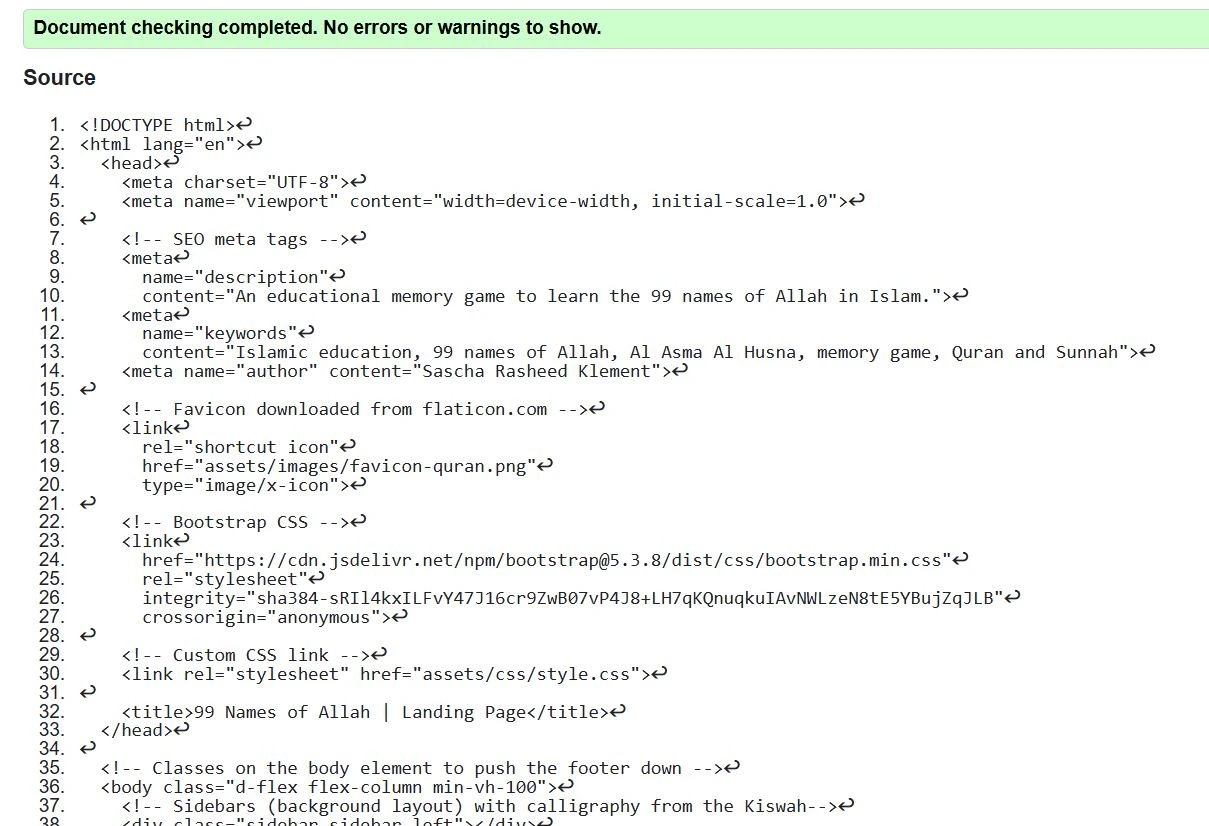 Document checking completed. No errors or warnings to show.
Source
1. <!DOCTYPE html>↩
2. <html lang="en">↩
3.   <head>↩
4.     <meta charset="UTF-8">↩
5.     <meta name="viewport" content="width=device-width, initial-scale=1.0">↩
6. ↩
7.     <!-- SEO meta tags -->↩
8.     <meta↩
9.       name="description"↩
10.       content="An educational memory game to learn the 99 names of Allah in Islam.">↩
11.     <meta↩
12.       name="keywords"↩
13.       content="Islamic education, 99 names of Allah, Al Asma Al Husna, memory game, Quran and Sunnah">↩
14.     <meta name="author" content="Sascha Rasheed Klement">↩
15. ↩
16.     <!-- Favicon downloaded from flaticon.com -->↩
17.     <link↩
18.       rel="shortcut icon"↩
19.       href="assets/images/favicon-quran.png"↩
20.       type="image/x-icon">↩
21. ↩
22.     <!-- Bootstrap CSS -->↩
23.     <link↩
24.       href="https://cdn.jsdelivr.net/npm/bootstrap@5.3.8/dist/css/bootstrap.min.css"↩
25.       rel="stylesheet"↩
26.       integrity="sha384-sRIl4kxILFvY47J16cr9ZwB07vP4J8+LH7qKQnuqkuIAvNWLzeN8tE5YBujZqJLB"↩
27.       crossorigin="anonymous">↩
28. ↩
29.     <!-- Custom CSS link -->↩
30.     <link rel="stylesheet" href="assets/css/style.css">↩
31. ↩
32.     <title>99 Names of Allah | Landing Page</title>↩
33.   </head>↩
34. ↩
35.   <!-- Classes on the body element to push the footer down -->↩
36.   <body class="d-flex flex-column min-vh-100">↩
37.     <!-- Sidebars (background layout) with calligraphy from the Kiswah-->↩
38.     <div class="sidebar sidebar-left"></div>↩